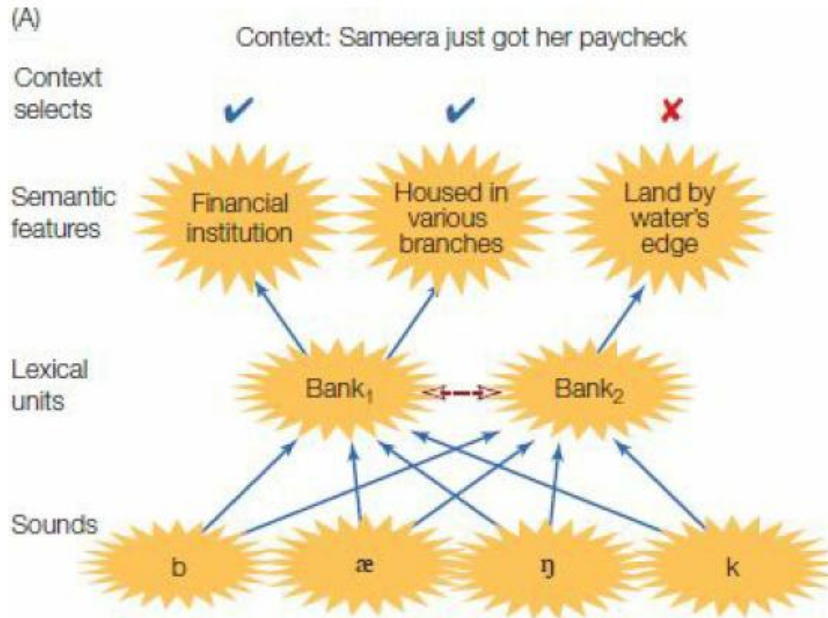 (A)
Context: Sameera just got her paycheck
Context
selects
✔ ✔ ✘
Semantic
features
Financial
institution
Housed in
various
branches
Land by
water's
edge
Lexical
units
Bank₁
Bank₂
Sounds
b
æ
ŋ
k